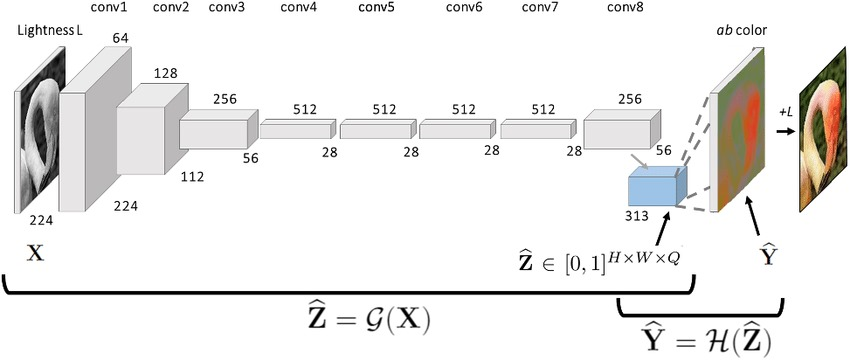 conv1 conv2 conv3 conv4 conv5 conv6 conv7 conv8
Lightness L
ab color
64
128
256
512
512
512
512
256
+L
224
224
112
56
28
28
28
28
56
313
X
Ẑ ∈ [0, 1]^{H×W×Q}
Ŷ
Ẑ = 𝒢(X)
Ŷ = ℋ(Ẑ)